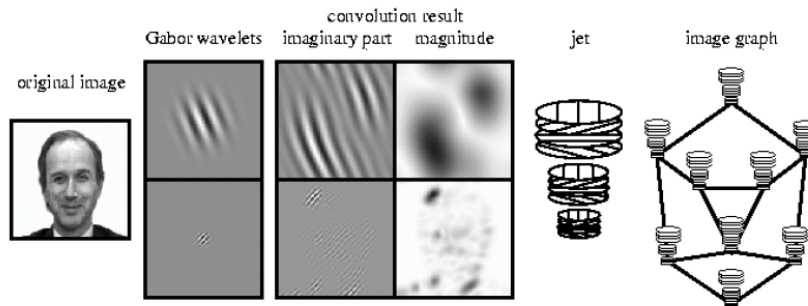 convolution result
Gabor wavelets imaginary part magnitude jet image graph
original image